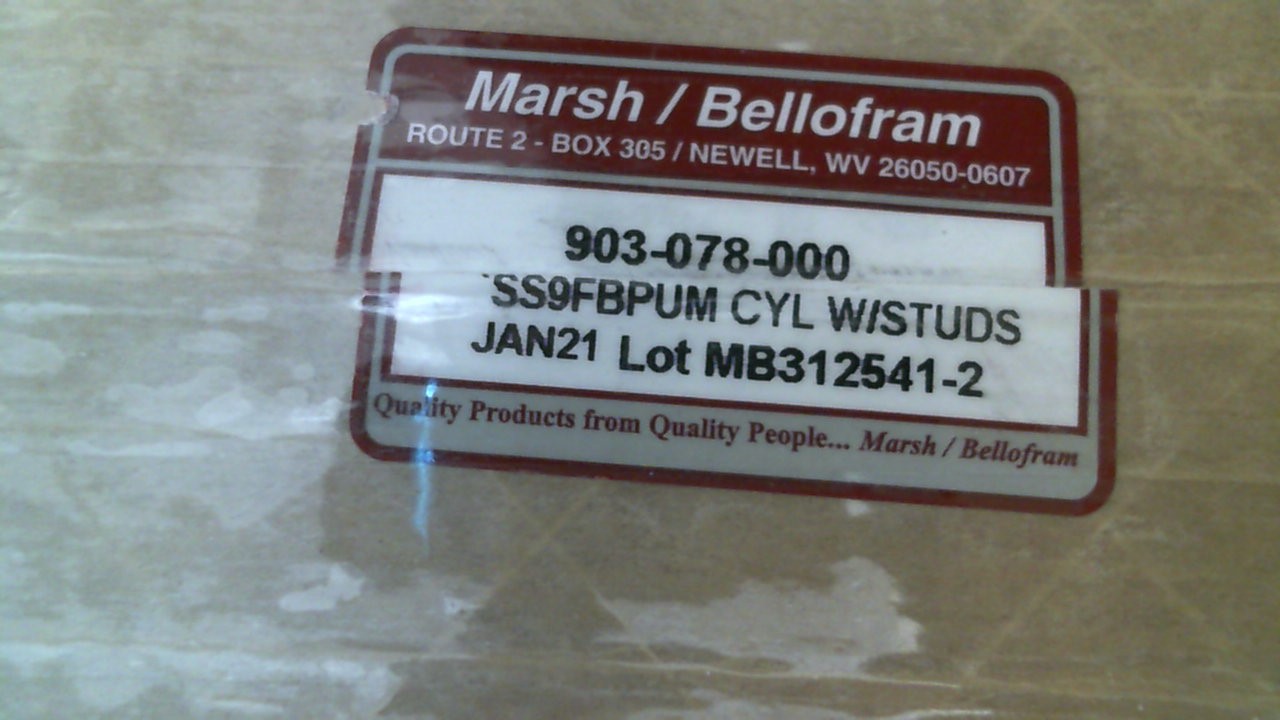 Marsh / Bellofram
ROUTE 2 - BOX 305 / NEWELL, WV 26050-0607
903-078-000
'SS9FBPUM CYL W/STUDS
JAN21 Lot MB312541-2
Quality Products from Quality People... Marsh / Bellofram